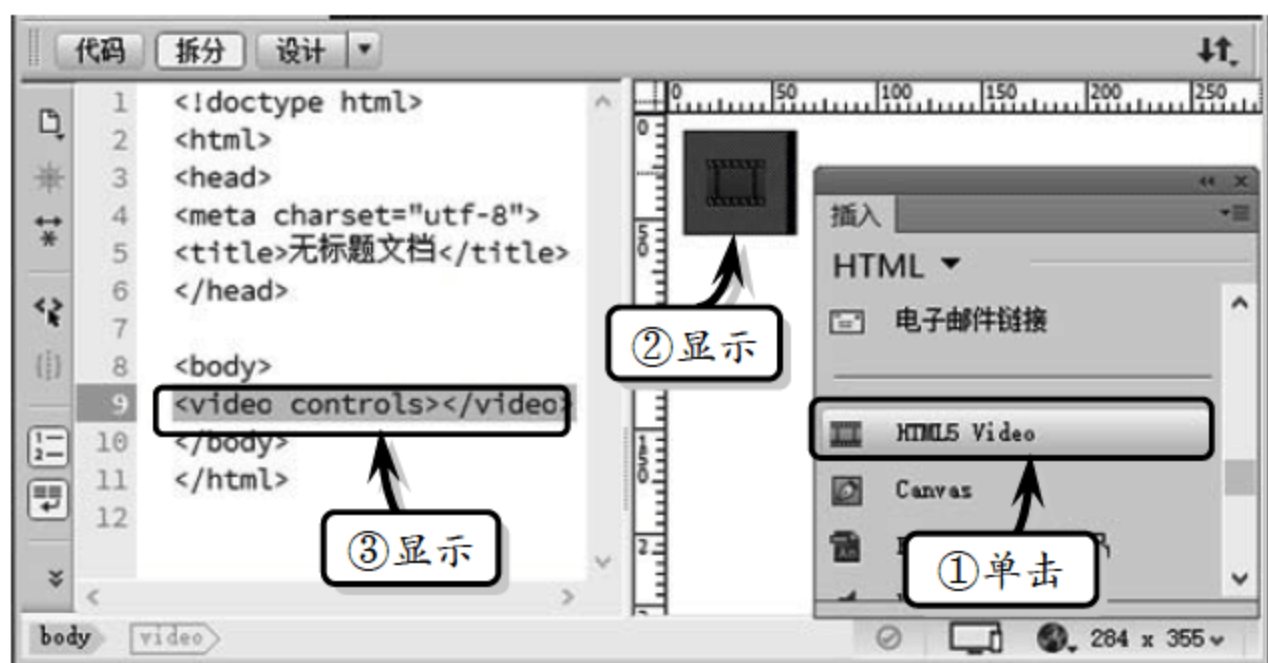 代码 拆分 设计
1 <!doctype html>
2 <html>
3 <head>
4 <meta charset="utf-8">
5 <title>无标题文档</title>
6 </head>
7
8 <body>
9 <video controls></video>
10 </body>
11 </html>
12
0 50 100 150 200 250
0
50
插入
HTML
电子邮件链接
②显示
HTML5 Video
Canvas
③显示
①单击
body video
284 x 355